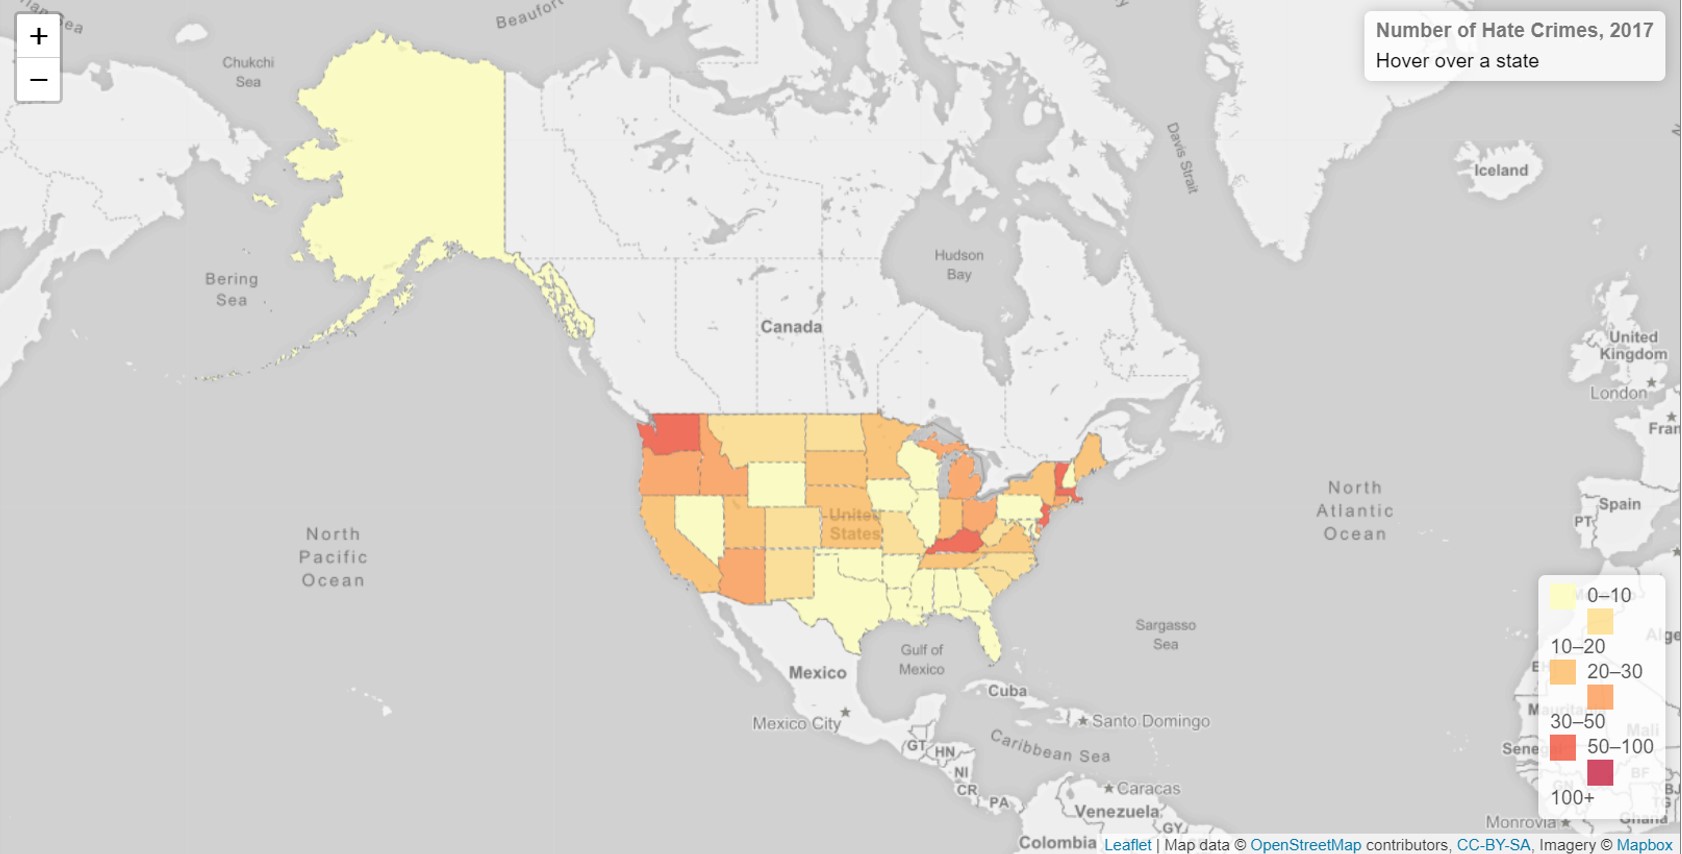 +
−
Number of Hate Crimes, 2017
Hover over a state
Beaufort
Chukchi
Sea
Davis Strait
Iceland
Bering
Sea
Hudson
Bay
Canada
United
Kingdom
London
Fran
North
Pacific
Ocean
United
States
North
Atlantic
Ocean
Spain
PT
Sargasso
Sea
Gulf of
Mexico
Mexico
Cuba
Mexico City
Santo Domingo
Caribbean Sea
GT
HN
NI
CR
PA
Caracas
Venezuela
GY
Colombia
Alge
Mali
BF
Monrovia
Ghana
0–10
10–20
20–30
30–50
50–100
100+
Leaflet | Map data © OpenStreetMap contributors, CC-BY-SA, Imagery © Mapbox